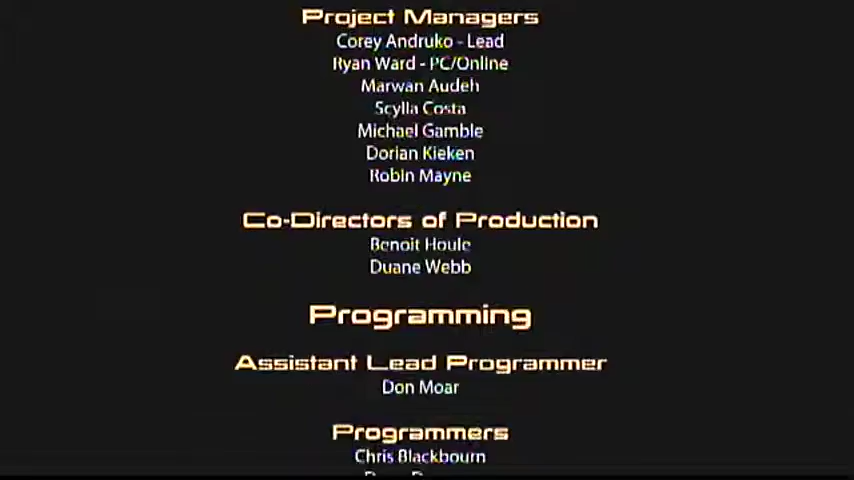 Project Managers
Corey Andruko - Lead
Ryan Ward - PC/Online
Marwan Audeh
Scylla Costa
Michael Gamble
Dorian Kieken
Robin Mayne
Co-Directors of Production
Benoit Houle
Duane Webb
Programming
Assistant Lead Programmer
Don Moar
Programmers
Chris Blackbourn